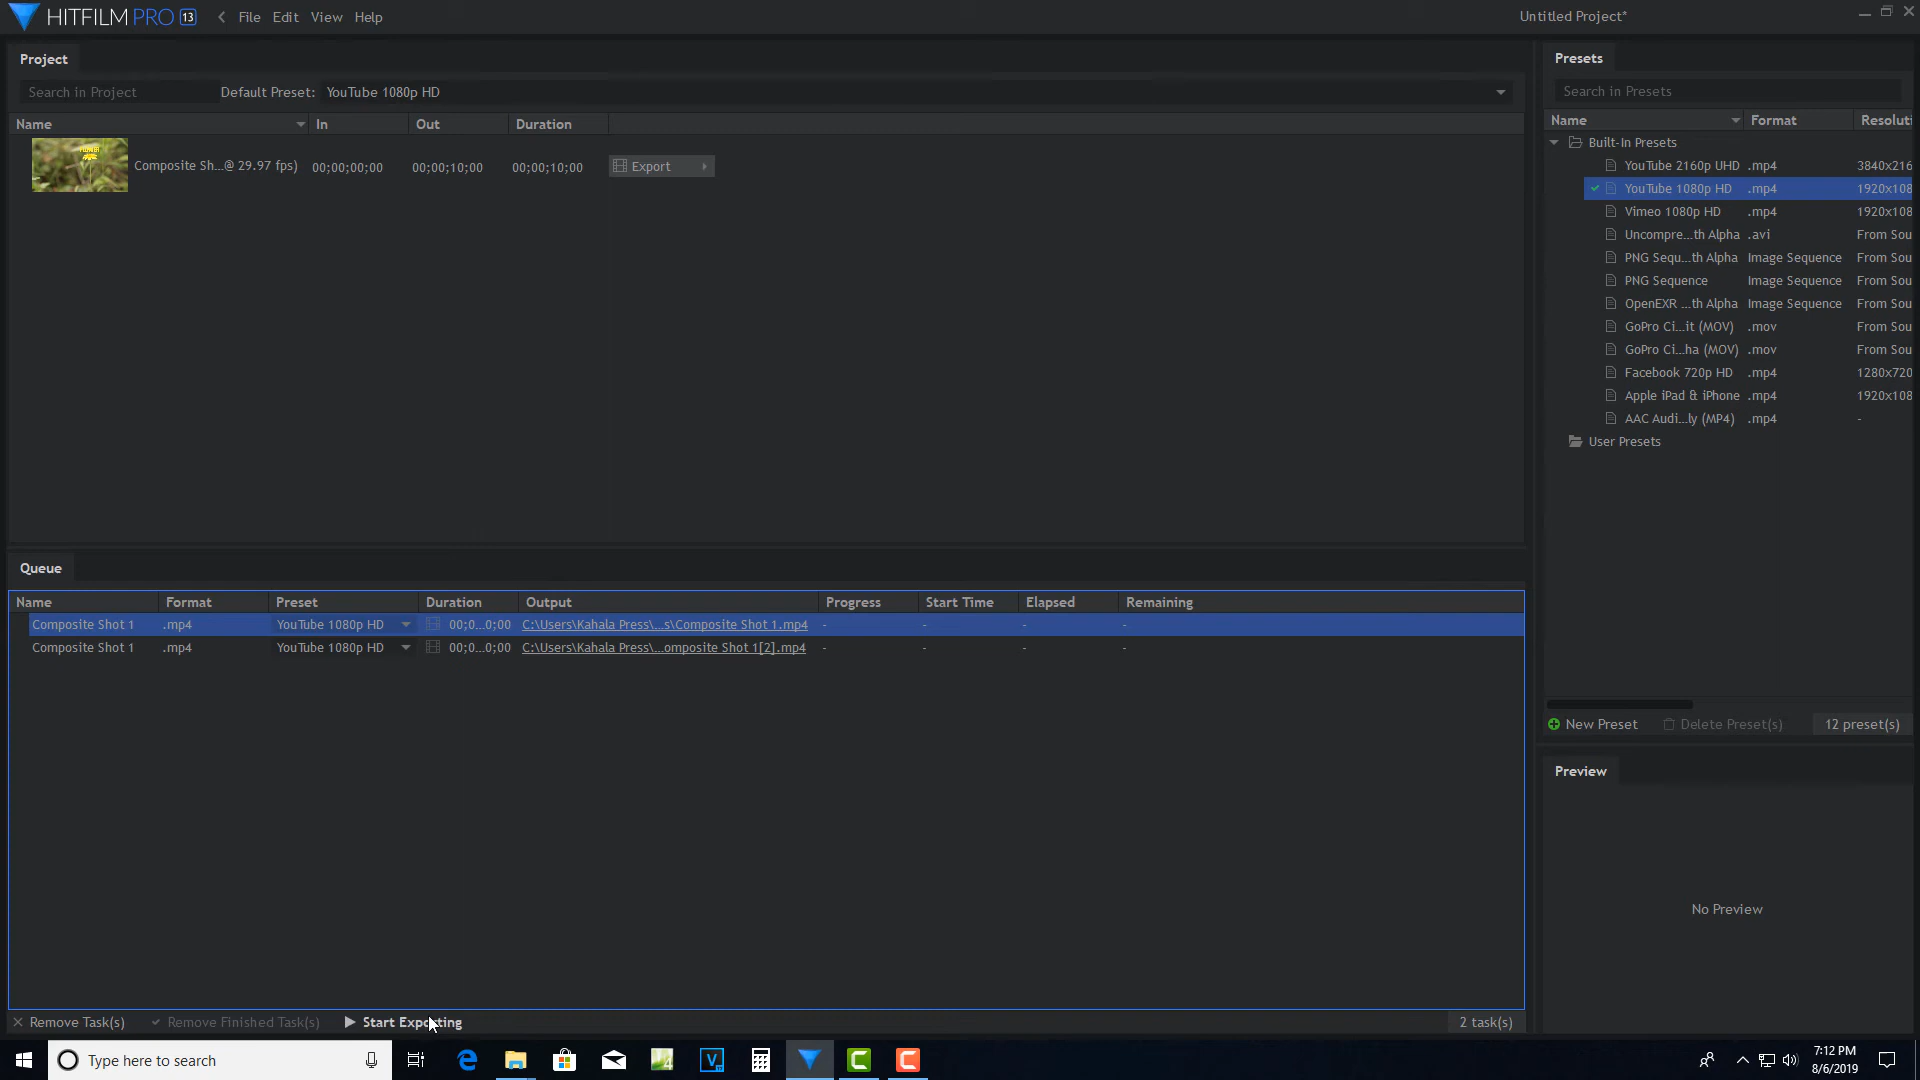 HITFILM PRO 13 File Edit View Help Untitled Project*
Project
Search in Project Default Preset: YouTube 1080p HD
Name In Out Duration
Composite Sh...@ 29.97 fps) 00;00;00;00 00;00;10;00 00;00;10;00 Export
Presets
Search in Presets
Name Format Resoluti
Built-In Presets
YouTube 2160p UHD .mp4 3840x216
YouTube 1080p HD .mp4 1920x108
Vimeo 1080p HD .mp4 1920x108
Uncompre...th Alpha .avi From Sou
PNG Sequ...th Alpha Image Sequence From Sou
PNG Sequence Image Sequence From Sou
OpenEXR ...th Alpha Image Sequence From Sou
GoPro Ci...it (MOV) .mov From Sou
GoPro Ci...ha (MOV) .mov From Sou
Facebook 720p HD .mp4 1280x720
Apple iPad & iPhone .mp4 1920x108
AAC Audi...ly (MP4) .mp4 -
User Presets
New Preset Delete Preset(s) 12 preset(s)
Preview
No Preview
Queue
Name Format Preset Duration Output Progress Start Time Elapsed Remaining
Composite Shot 1 .mp4 YouTube 1080p HD 00;0...0;00 C:\Users\Kahala Press\...s\Composite Shot 1.mp4 - - - -
Composite Shot 1 .mp4 YouTube 1080p HD 00;0...0;00 C:\Users\Kahala Press\...omposite Shot 1[2].mp4 - - - -
Remove Task(s) Remove Finished Task(s) Start Exporting 2 task(s)
Type here to search
7:12 PM
8/6/2019